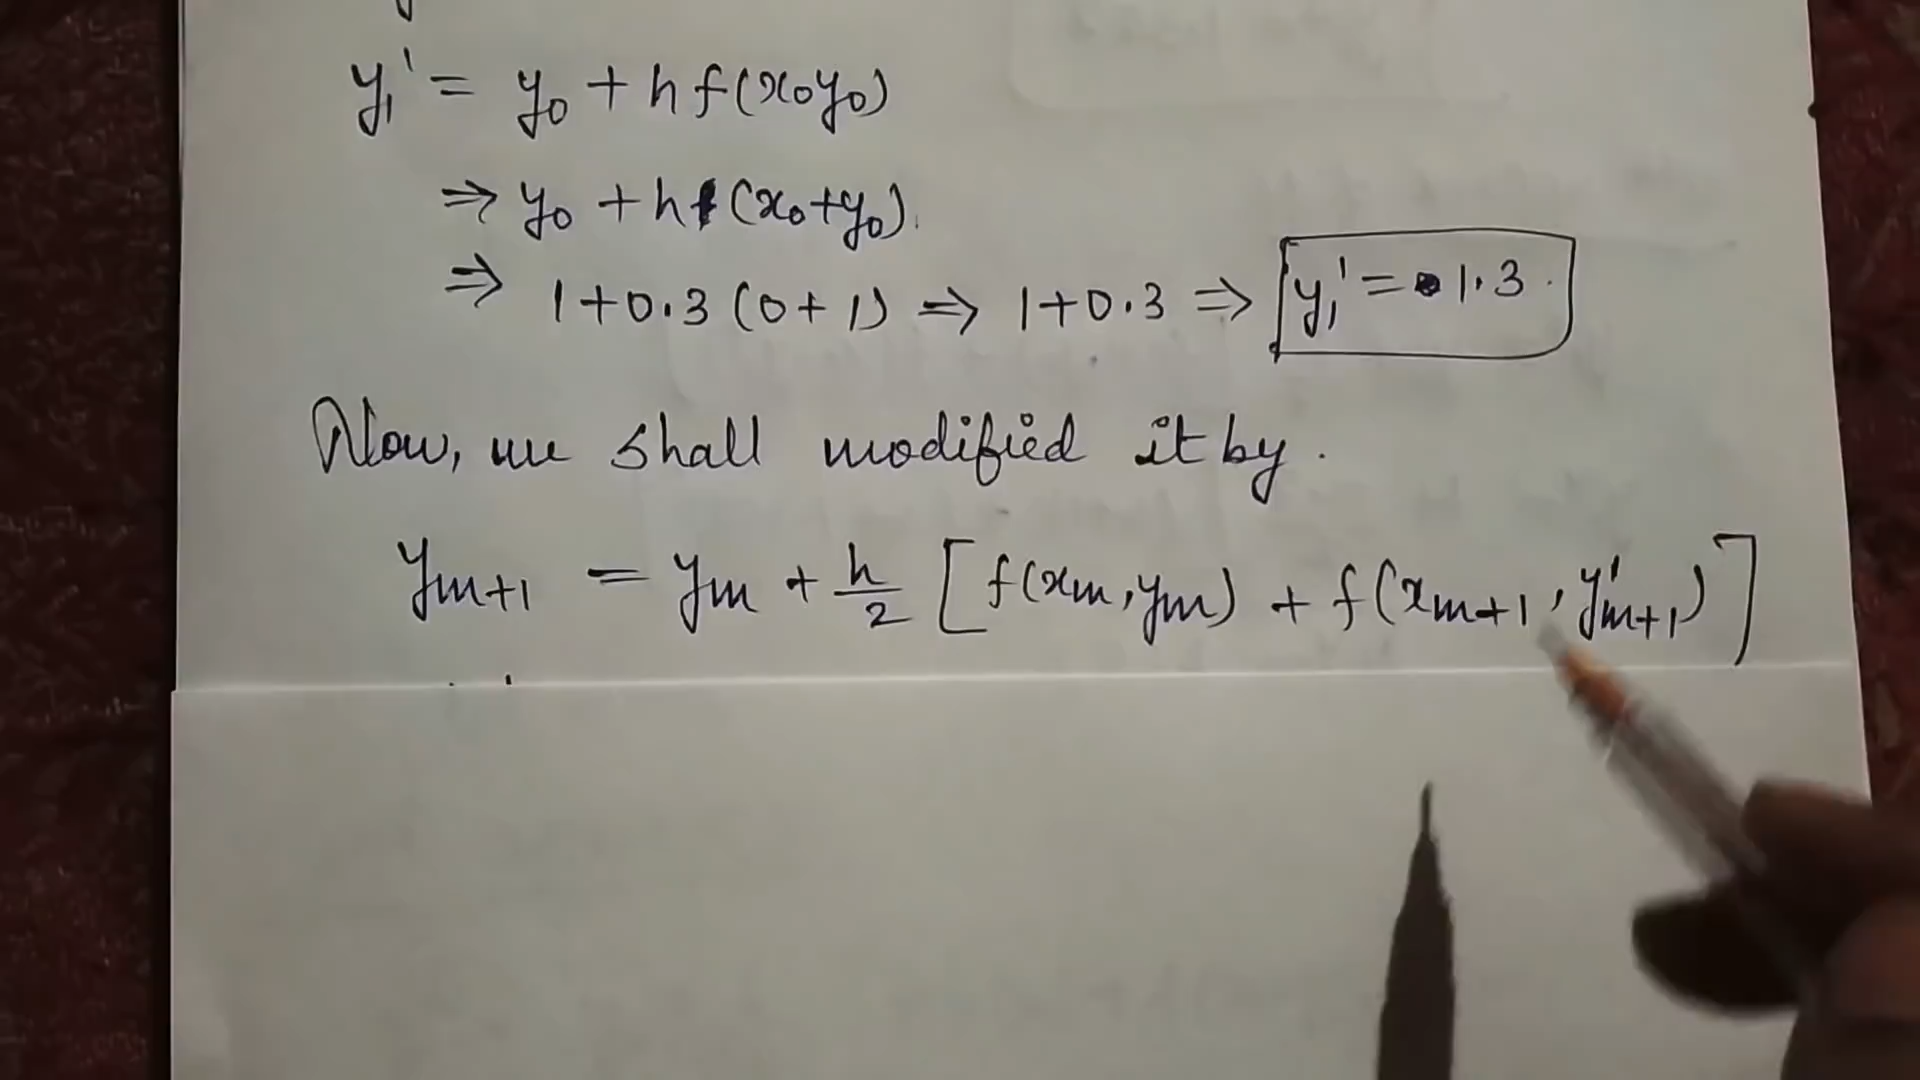 y₁' = y₀ + h f(x₀y₀)
⇒ y₀ + h (x₀+y₀).
⇒ 1+0.3 (0+1) ⇒ 1+0.3 ⇒ y₁' = 1.3.
Now, we shall modified it by.
yₘ₊₁ = yₘ + h/2 [f(xₘ,yₘ) + f(xₘ₊₁, y'ₘ₊₁)]